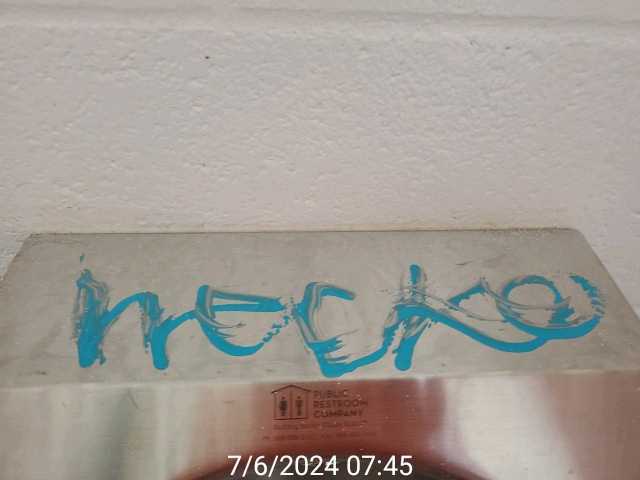 necko
PUBLIC
RESTROOM
COMPANY
7/6/2024 07:45